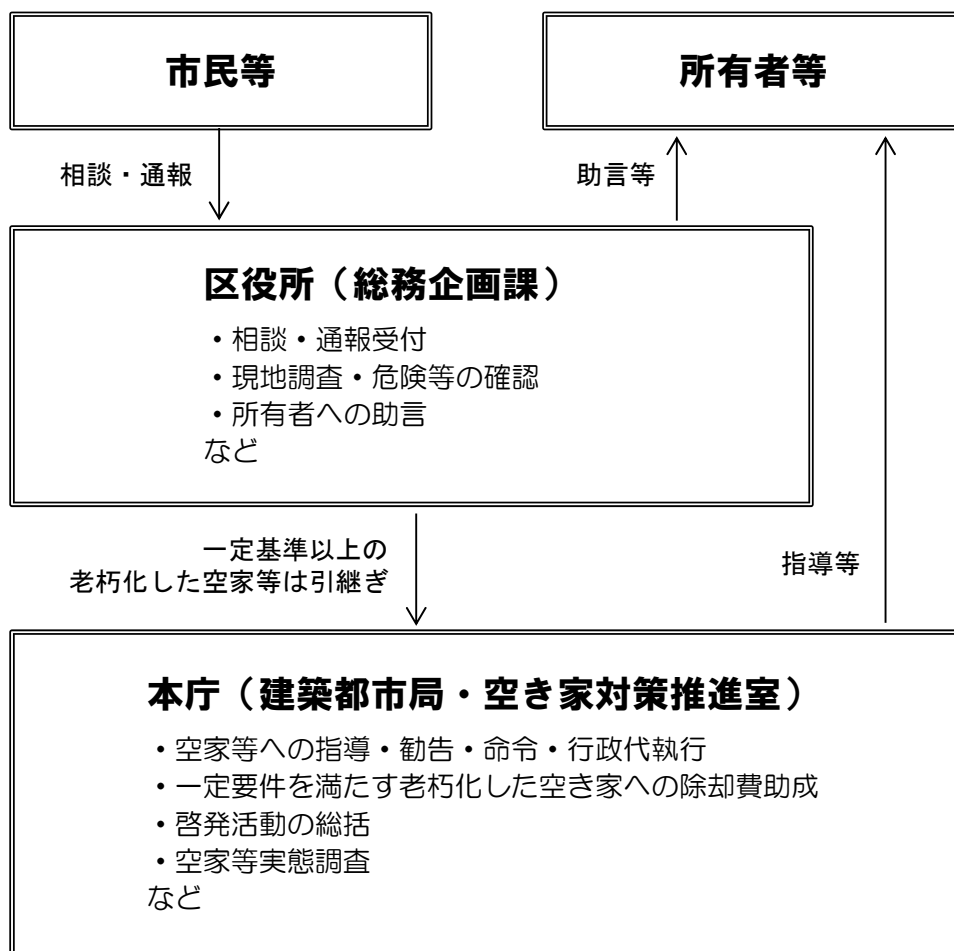 市民等
所有者等
相談・通報
助言等
区役所（総務企画課）
・相談・通報受付
・現地調査・危険等の確認
・所有者への助言
など
一定基準以上の
老朽化した空家等は引継ぎ
指導等
本庁（建築都市局・空き家対策推進室）
・空家等への指導・勧告・命令・行政代執行
・一定要件を満たす老朽化した空き家への除却費助成
・啓発活動の総括
・空家等実態調査
など